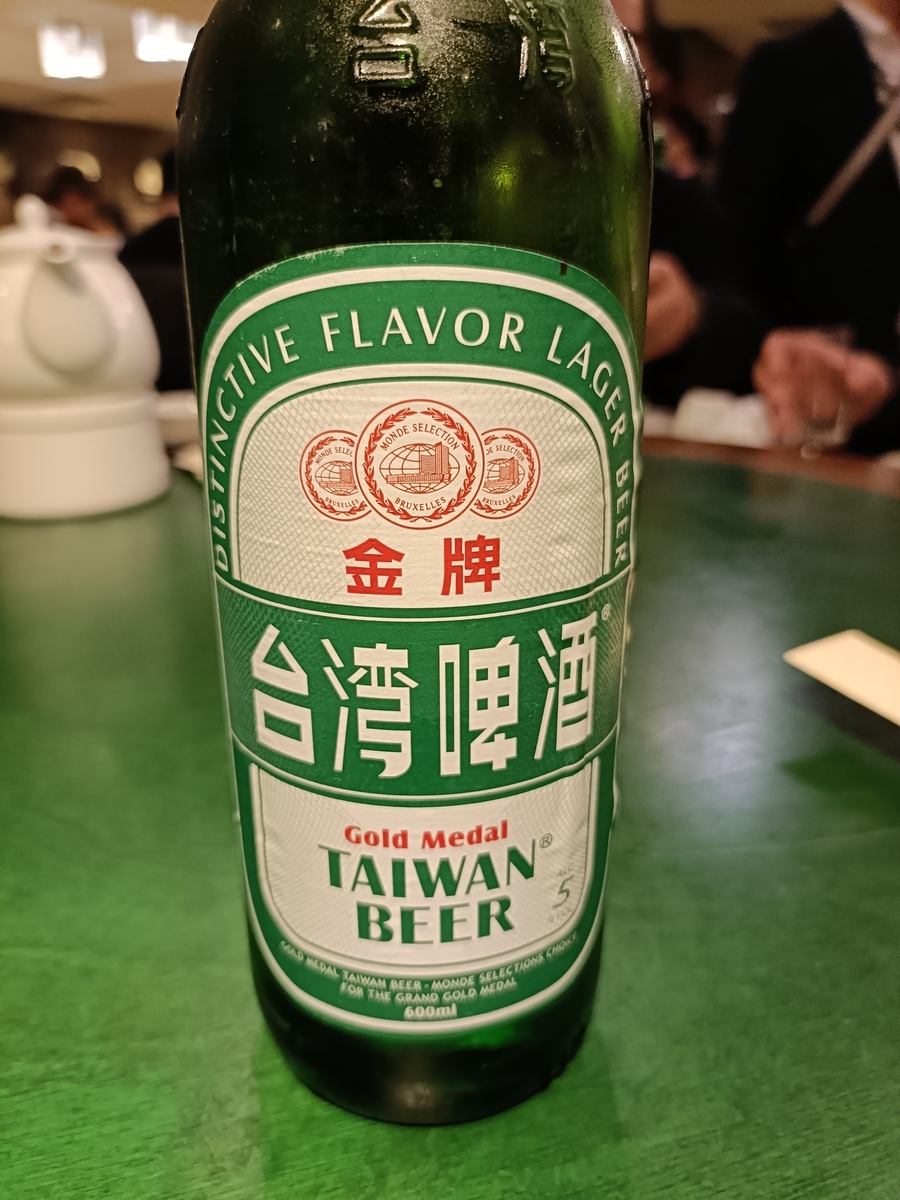 DISTINCTIVE FLAVOR LAGER BEER
MONDE SELECTION
BRUXELLES
金牌
台湾啤酒®
Gold Medal
TAIWAN®
BEER
ALC.
5
GOLD MEDAL TAIWAN BEER · MONDE SELECTIONS CHOICE
FOR THE GRAND GOLD MEDAL
600ml